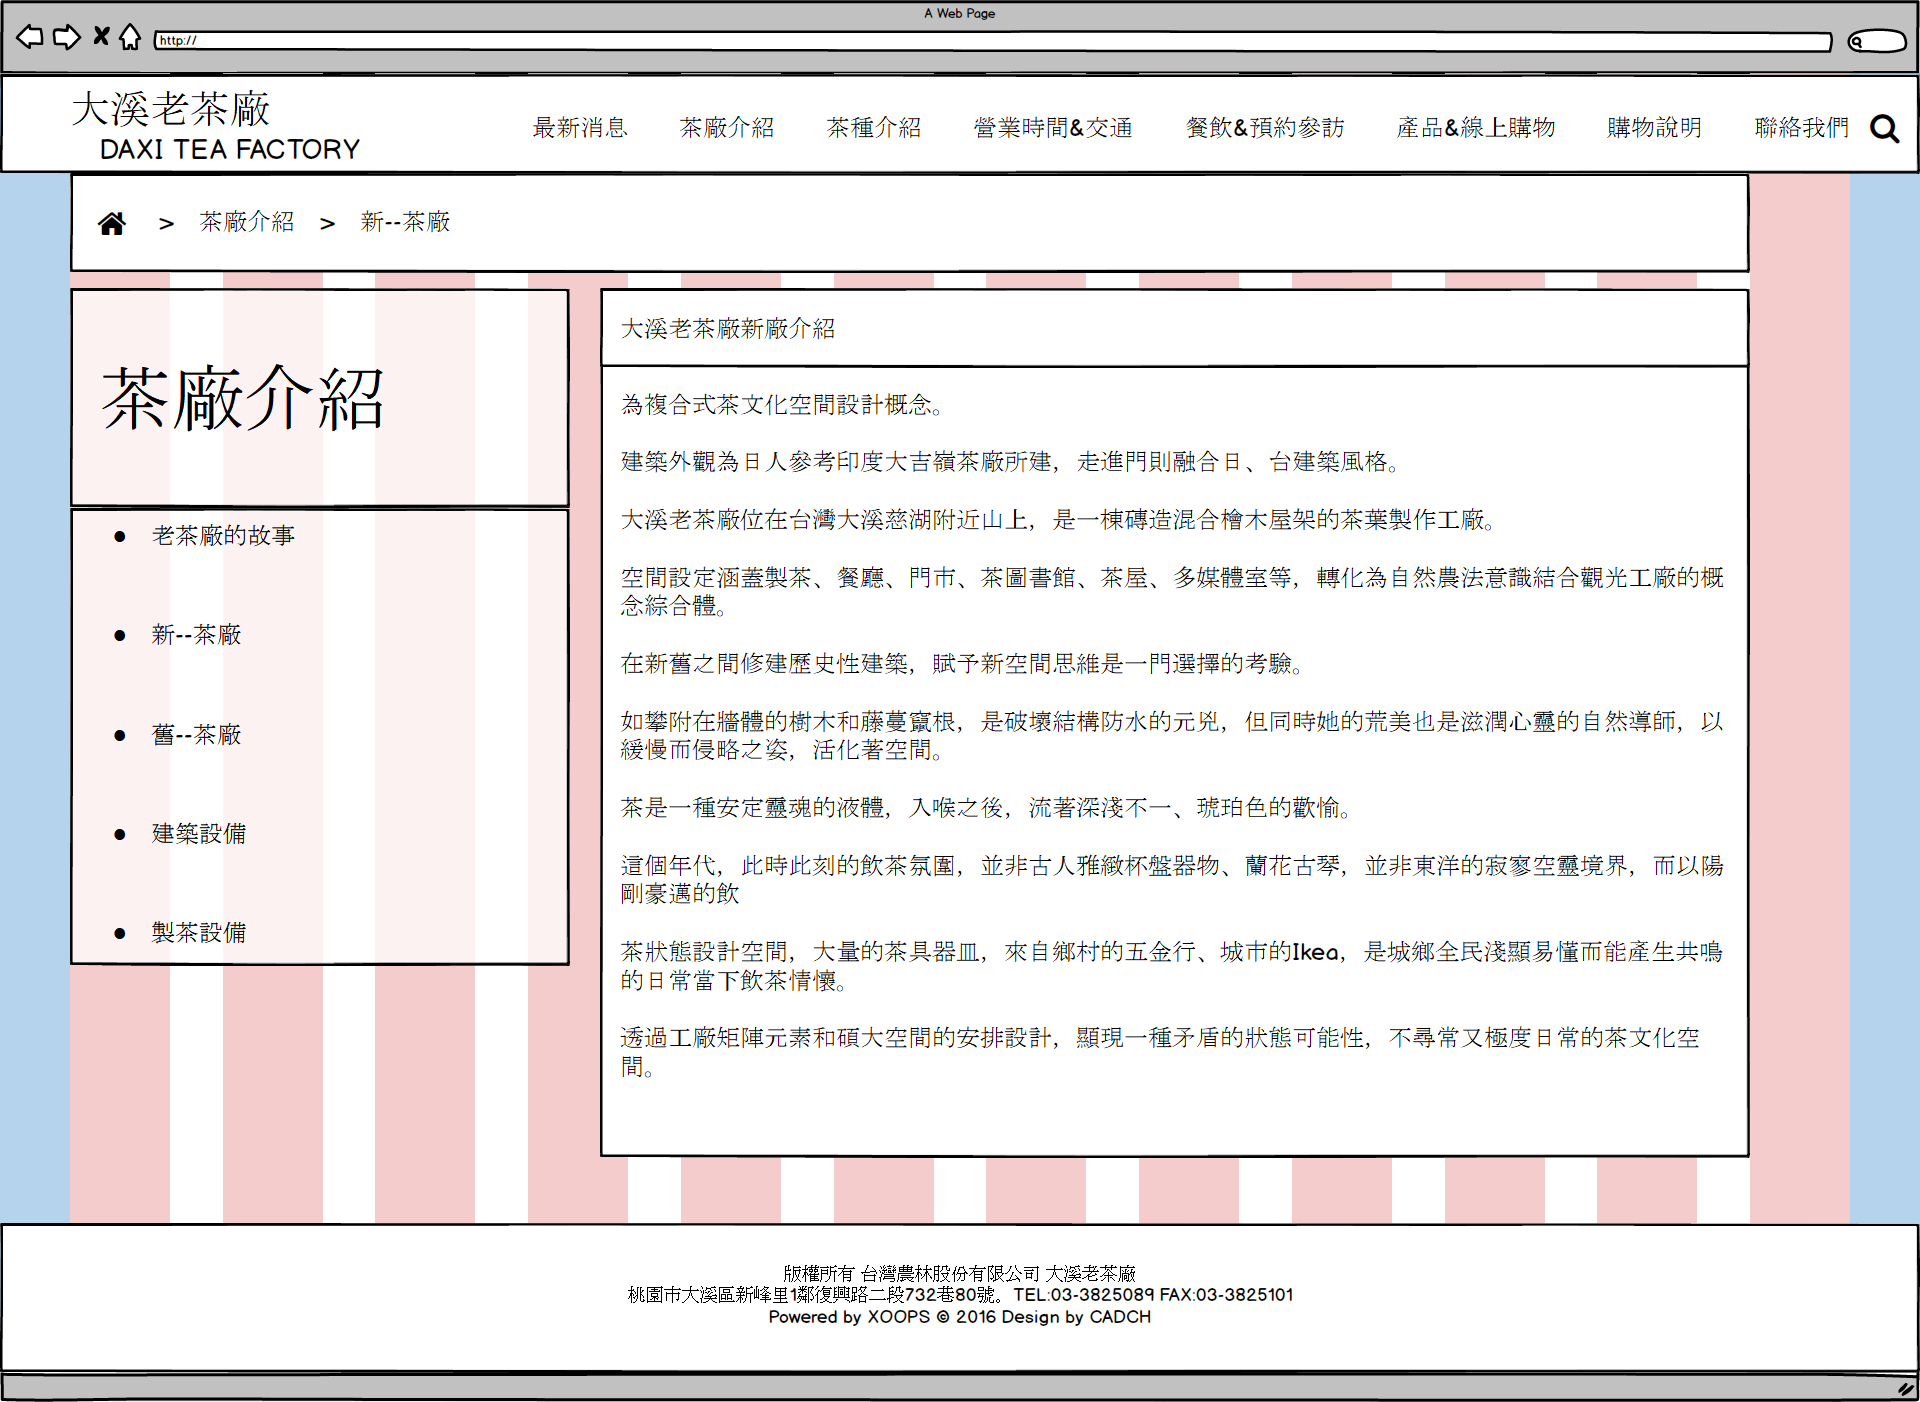 A Web Page
http://
大溪老茶廠
DAXI TEA FACTORY
最新消息 茶廠介紹 茶種介紹 營業時間&交通 餐飲&預約參訪 產品&線上購物 購物說明 聯絡我們
> 茶廠介紹 > 新--茶廠
茶廠介紹
● 老茶廠的故事
● 新--茶廠
● 舊--茶廠
● 建築設備
● 製茶設備
大溪老茶廠新廠介紹
為複合式茶文化空間設計概念。
建築外觀為日人參考印度大吉嶺茶廠所建，走進門則融合日、台建築風格。
大溪老茶廠位在台灣大溪慈湖附近山上，是一棟磚造混合檜木屋架的茶葉製作工廠。
空間設定涵蓋製茶、餐廳、門市、茶圖書館、茶屋、多媒體室等，轉化為自然農法意識結合觀光工廠的概
念綜合體。
在新舊之間修建歷史性建築，賦予新空間思維是一門選擇的考驗。
如攀附在牆體的樹木和藤蔓竄根，是破壞結構防水的元兇，但同時她的荒美也是滋潤心靈的自然導師，以
緩慢而侵略之姿，活化著空間。
茶是一種安定靈魂的液體，入喉之後，流著深淺不一、琥珀色的歡愉。
這個年代，此時此刻的飲茶氛圍，並非古人雅緻杯盤器物、蘭花古琴，並非東洋的寂寥空靈境界，而以陽
剛豪邁的飲
茶狀態設計空間，大量的茶具器皿，來自鄉村的五金行、城市的Ikea，是城鄉全民淺顯易懂而能產生共鳴
的日常當下飲茶情懷。
透過工廠矩陣元素和碩大空間的安排設計，顯現一種矛盾的狀態可能性，不尋常又極度日常的茶文化空
間。
版權所有 台灣農林股份有限公司 大溪老茶廠
桃園市大溪區新峰里1鄰復興路二段732巷80號。TEL:03-3825089 FAX:03-3825101
Powered by XOOPS © 2016 Design by CADCH